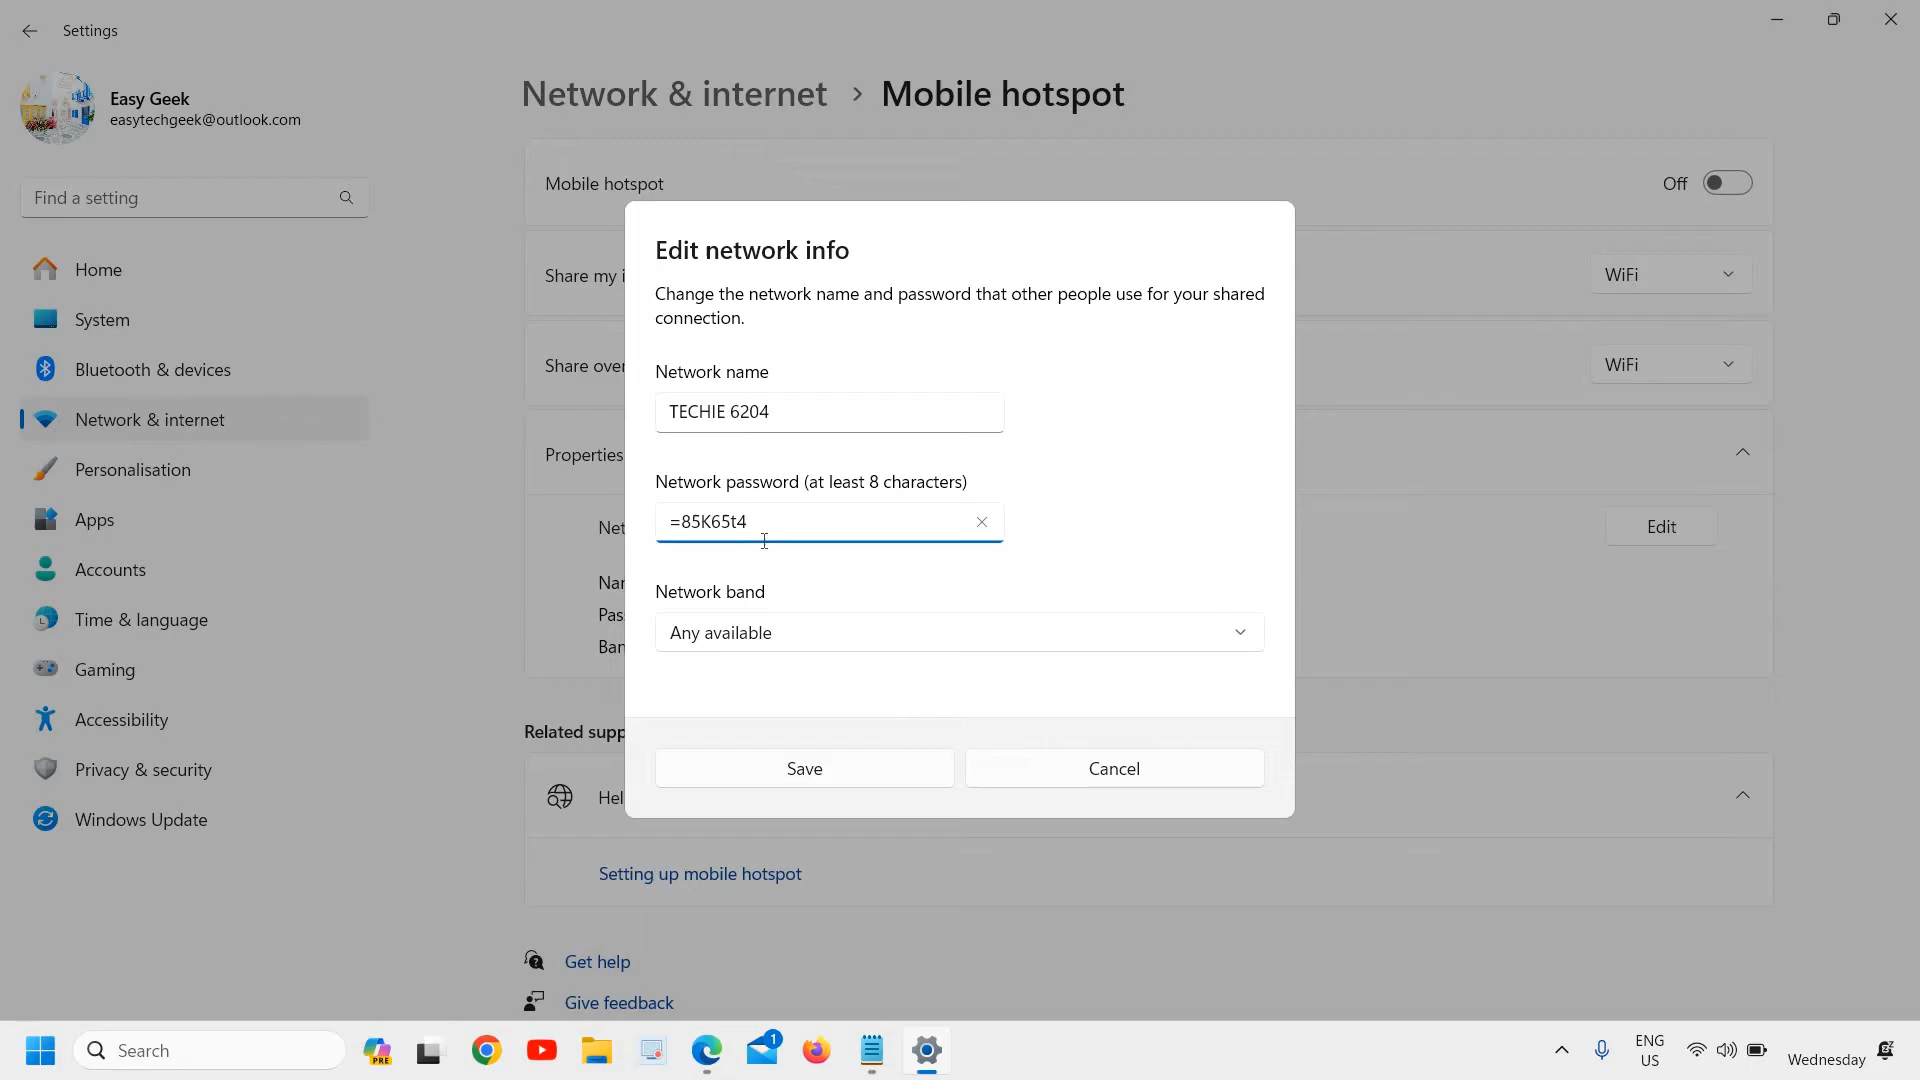 Settings
Easy Geek
easytechgeek@outlook.com
Find a setting
Home
System
Bluetooth & devices
Network & internet
Personalisation
Apps
Accounts
Time & language
Gaming
Accessibility
Privacy & security
Windows Update
Network & internet > Mobile hotspot
Mobile hotspot
Off
Share my i
WiFi
Share over
WiFi
Properties
Net
Edit
Nar
Pas
Ban
Related supp
Hel
Setting up mobile hotspot
Get help
Give feedback
Edit network info
Change the network name and password that other people use for your shared
connection.
Network name
TECHIE 6204
Network password (at least 8 characters)
=85K65t4
Network band
Any available
Save
Cancel
Search
PRE
1
ENG
US
Wednesday